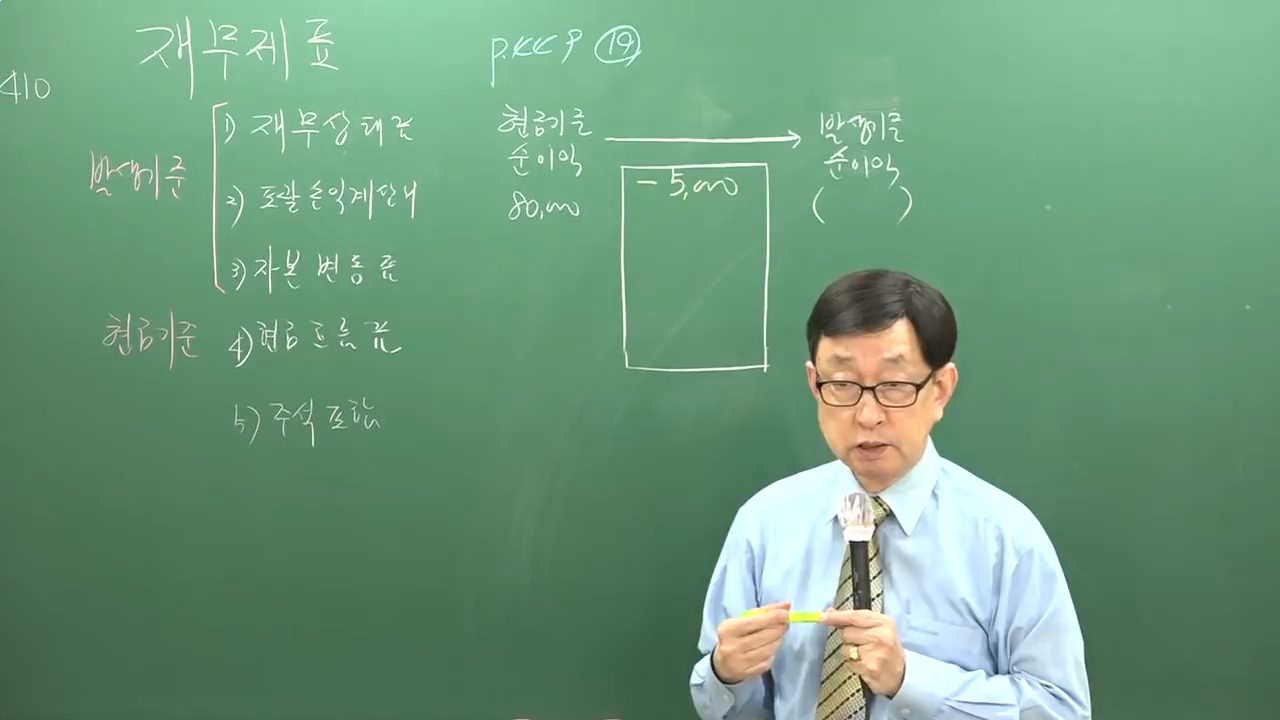 재무제표
410
발생기준
1) 재무상태표
2) 포괄손익계산서
3) 자본변동표
현금기준
4) 현금흐름표
5) 주석 포함
p.449 ⑲
현금기준
순이익
80,000
- 5,000
발생기준
순이익
( )